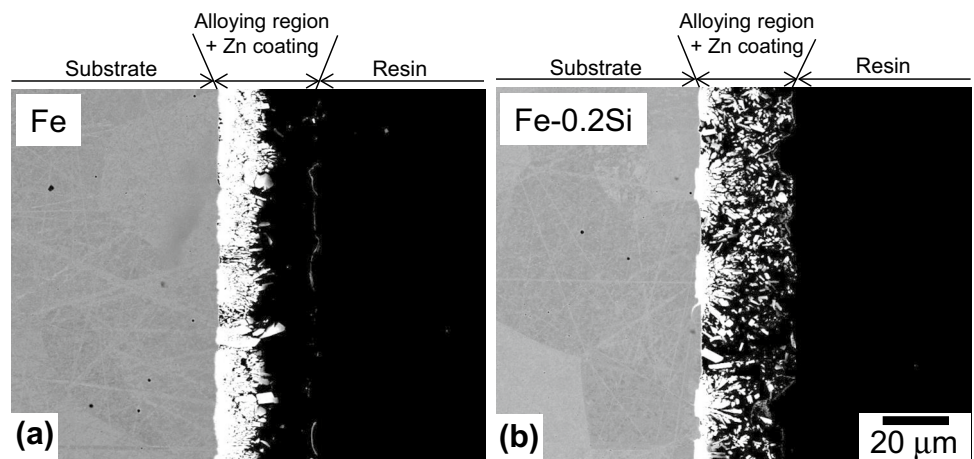 Alloying region
+ Zn coating
Substrate
Resin
Fe
(a)
Alloying region
+ Zn coating
Substrate
Resin
Fe-0.2Si
(b)
20 μm